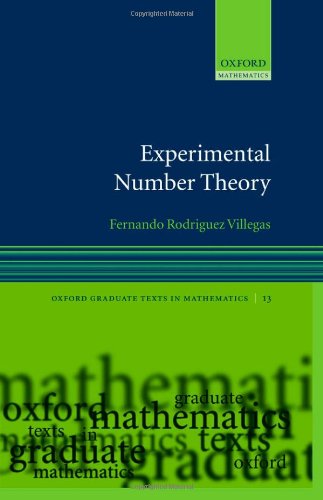 OXFORD
MATHEMATICS
Experimental
Number Theory
Fernando Rodriguez Villegas
OXFORD GRADUATE TEXTS IN MATHEMATICS | 13
mathematics
graduate
oxford mathematics
texts in
graduate
mathematics
oxford